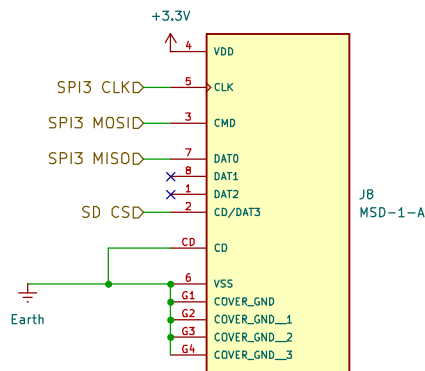 +3.3V
4 VDD
SPI3 CLK 5 CLK
SPI3 MOSI 3 CMD
SPI3 MISO 7 DAT0
8 DAT1
1 DAT2
SD CS 2 CD/DAT3
J8
MSD-1-A
CD CD
6 VSS
G1 COVER_GND
Earth G2 COVER_GND__1
G3 COVER_GND__2
G4 COVER_GND__3